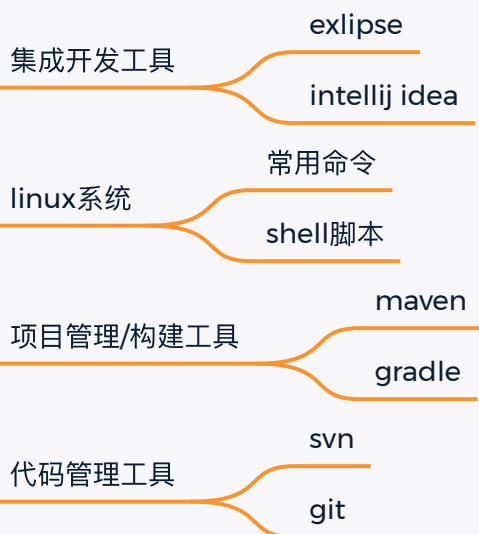 集成开发工具
exlipse
intellij idea
linux系统
常用命令
shell脚本
项目管理/构建工具
maven
gradle
代码管理工具
svn
git